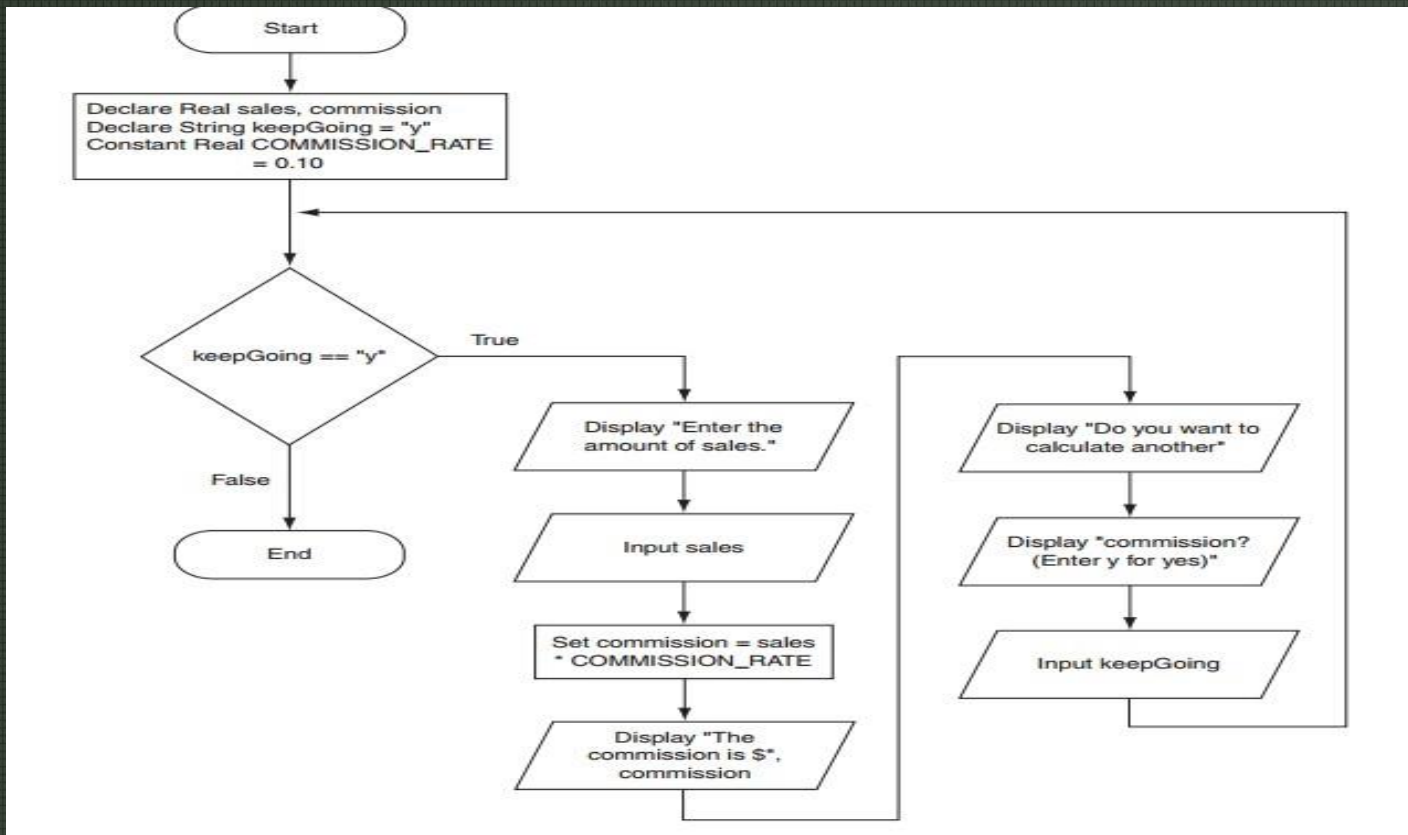 Start
Declare Real sales, commission
Declare String keepGoing = "y"
Constant Real COMMISSION_RATE
= 0.10
keepGoing == "y"
True
False
End
Display "Enter the
amount of sales."
Input sales
Set commission = sales
* COMMISSION_RATE
Display "The
commission is $",
commission
Display "Do you want to
calculate another"
Display "commission?
(Enter y for yes)"
Input keepGoing